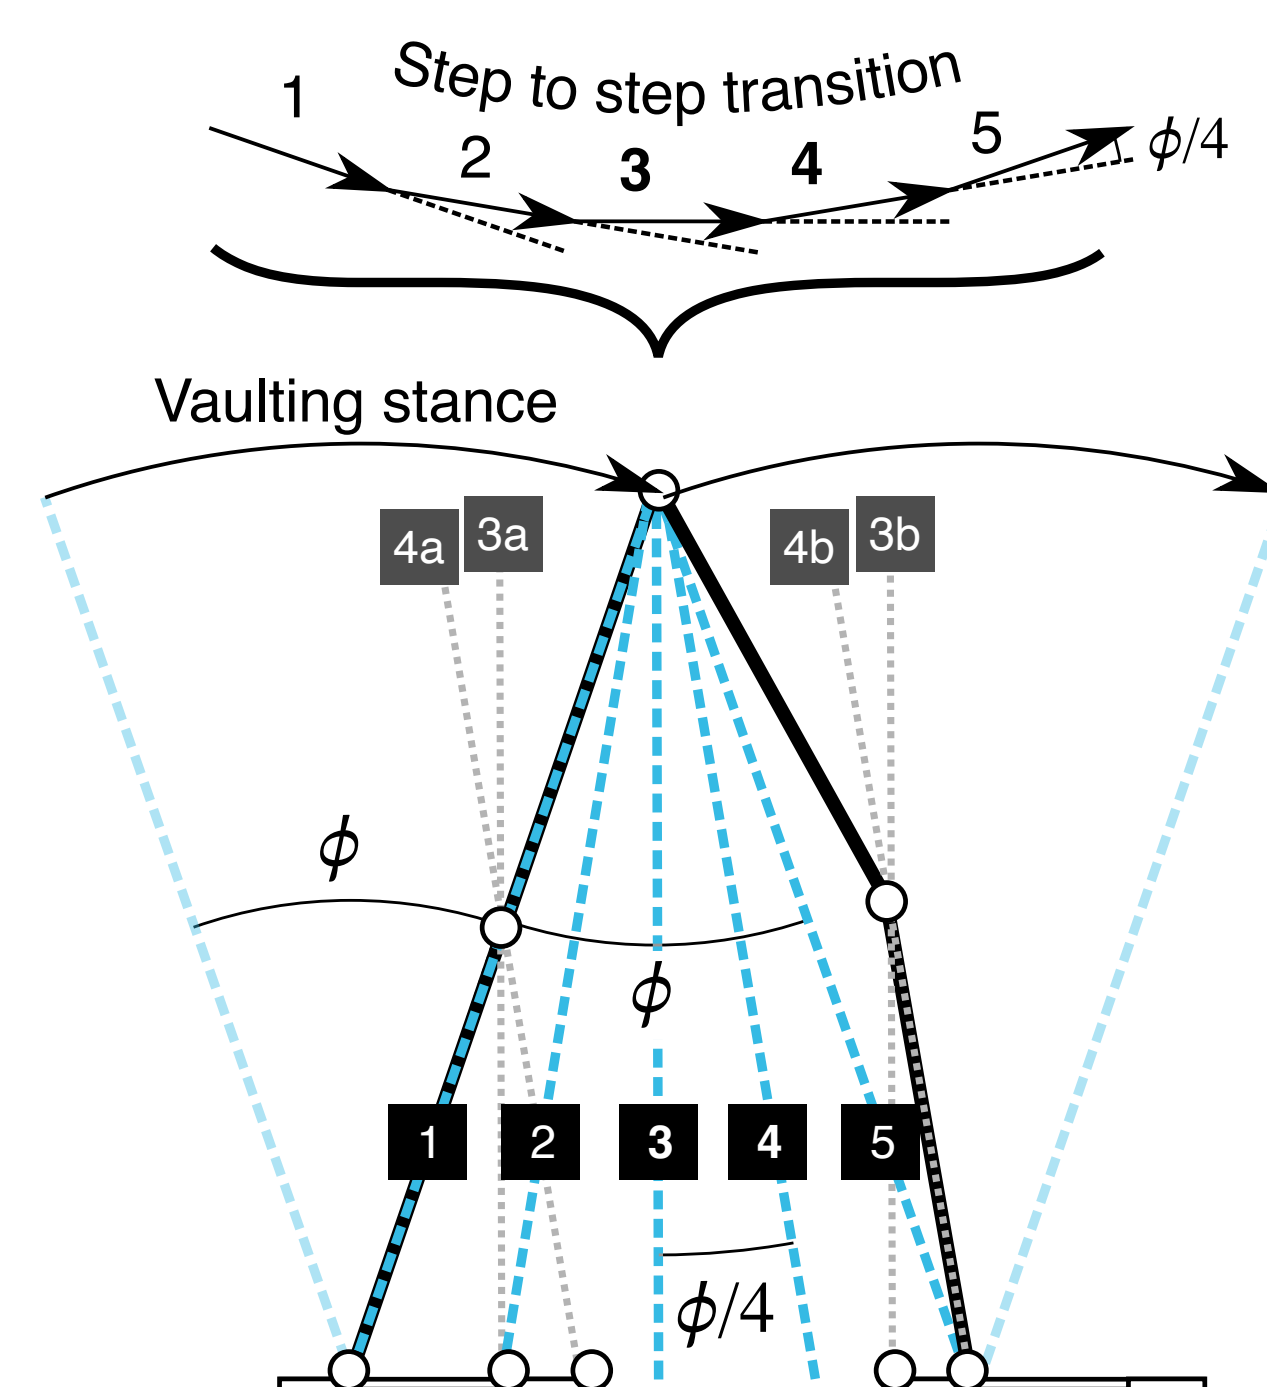 Step to step transition
1
2
3
4
5
ϕ/4
Vaulting stance
4a
3a
4b
3b
ϕ
ϕ
1
2
3
4
5
ϕ/4